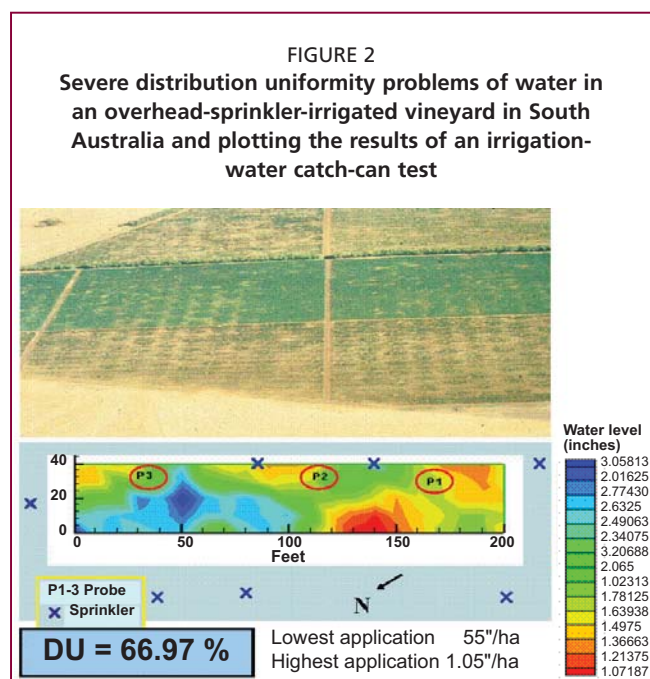 FIGURE 2
Severe distribution uniformity problems of water in
an overhead-sprinkler-irrigated vineyard in South
Australia and plotting the results of an irrigation-
water catch-can test
Water level
(inches)
3.05813
2.01625
2.77430
2.6325
2.49063
2.34075
3.20688
2.065
1.02313
1.78125
1.63938
1.4975
1.36663
1.21375
1.07187
40
20
0
P3
P2
P1
0 50 100 150 200
Feet
P1-3 Probe
Sprinkler
N
DU = 66.97 %
Lowest application 55"/ha
Highest application 1.05"/ha